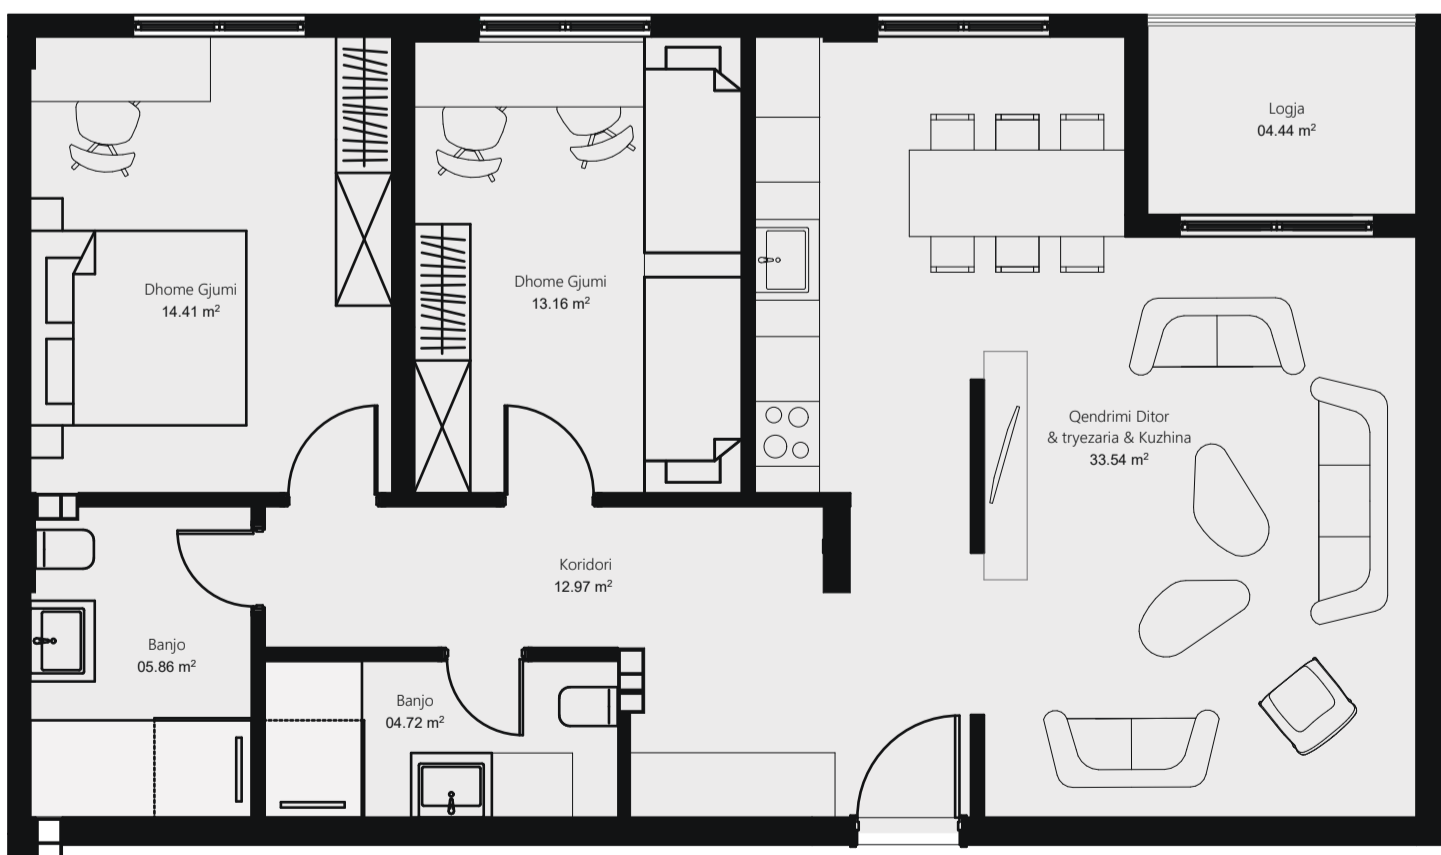 Logja
04.44 m²
Dhome Gjumi
14.41 m²
Dhome Gjumi
13.16 m²
Qendrimi Ditor
& tryezaria & Kuzhina
33.54 m²
Koridori
12.97 m²
Banjo
05.86 m²
Banjo
04.72 m²